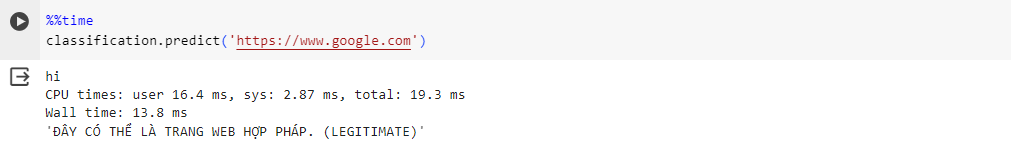 %%time
classification.predict('https://www.google.com')
hi
CPU times: user 16.4 ms, sys: 2.87 ms, total: 19.3 ms
Wall time: 13.8 ms
'ĐÂY CÓ THỂ LÀ TRANG WEB HỢP PHÁP. (LEGITIMATE)'